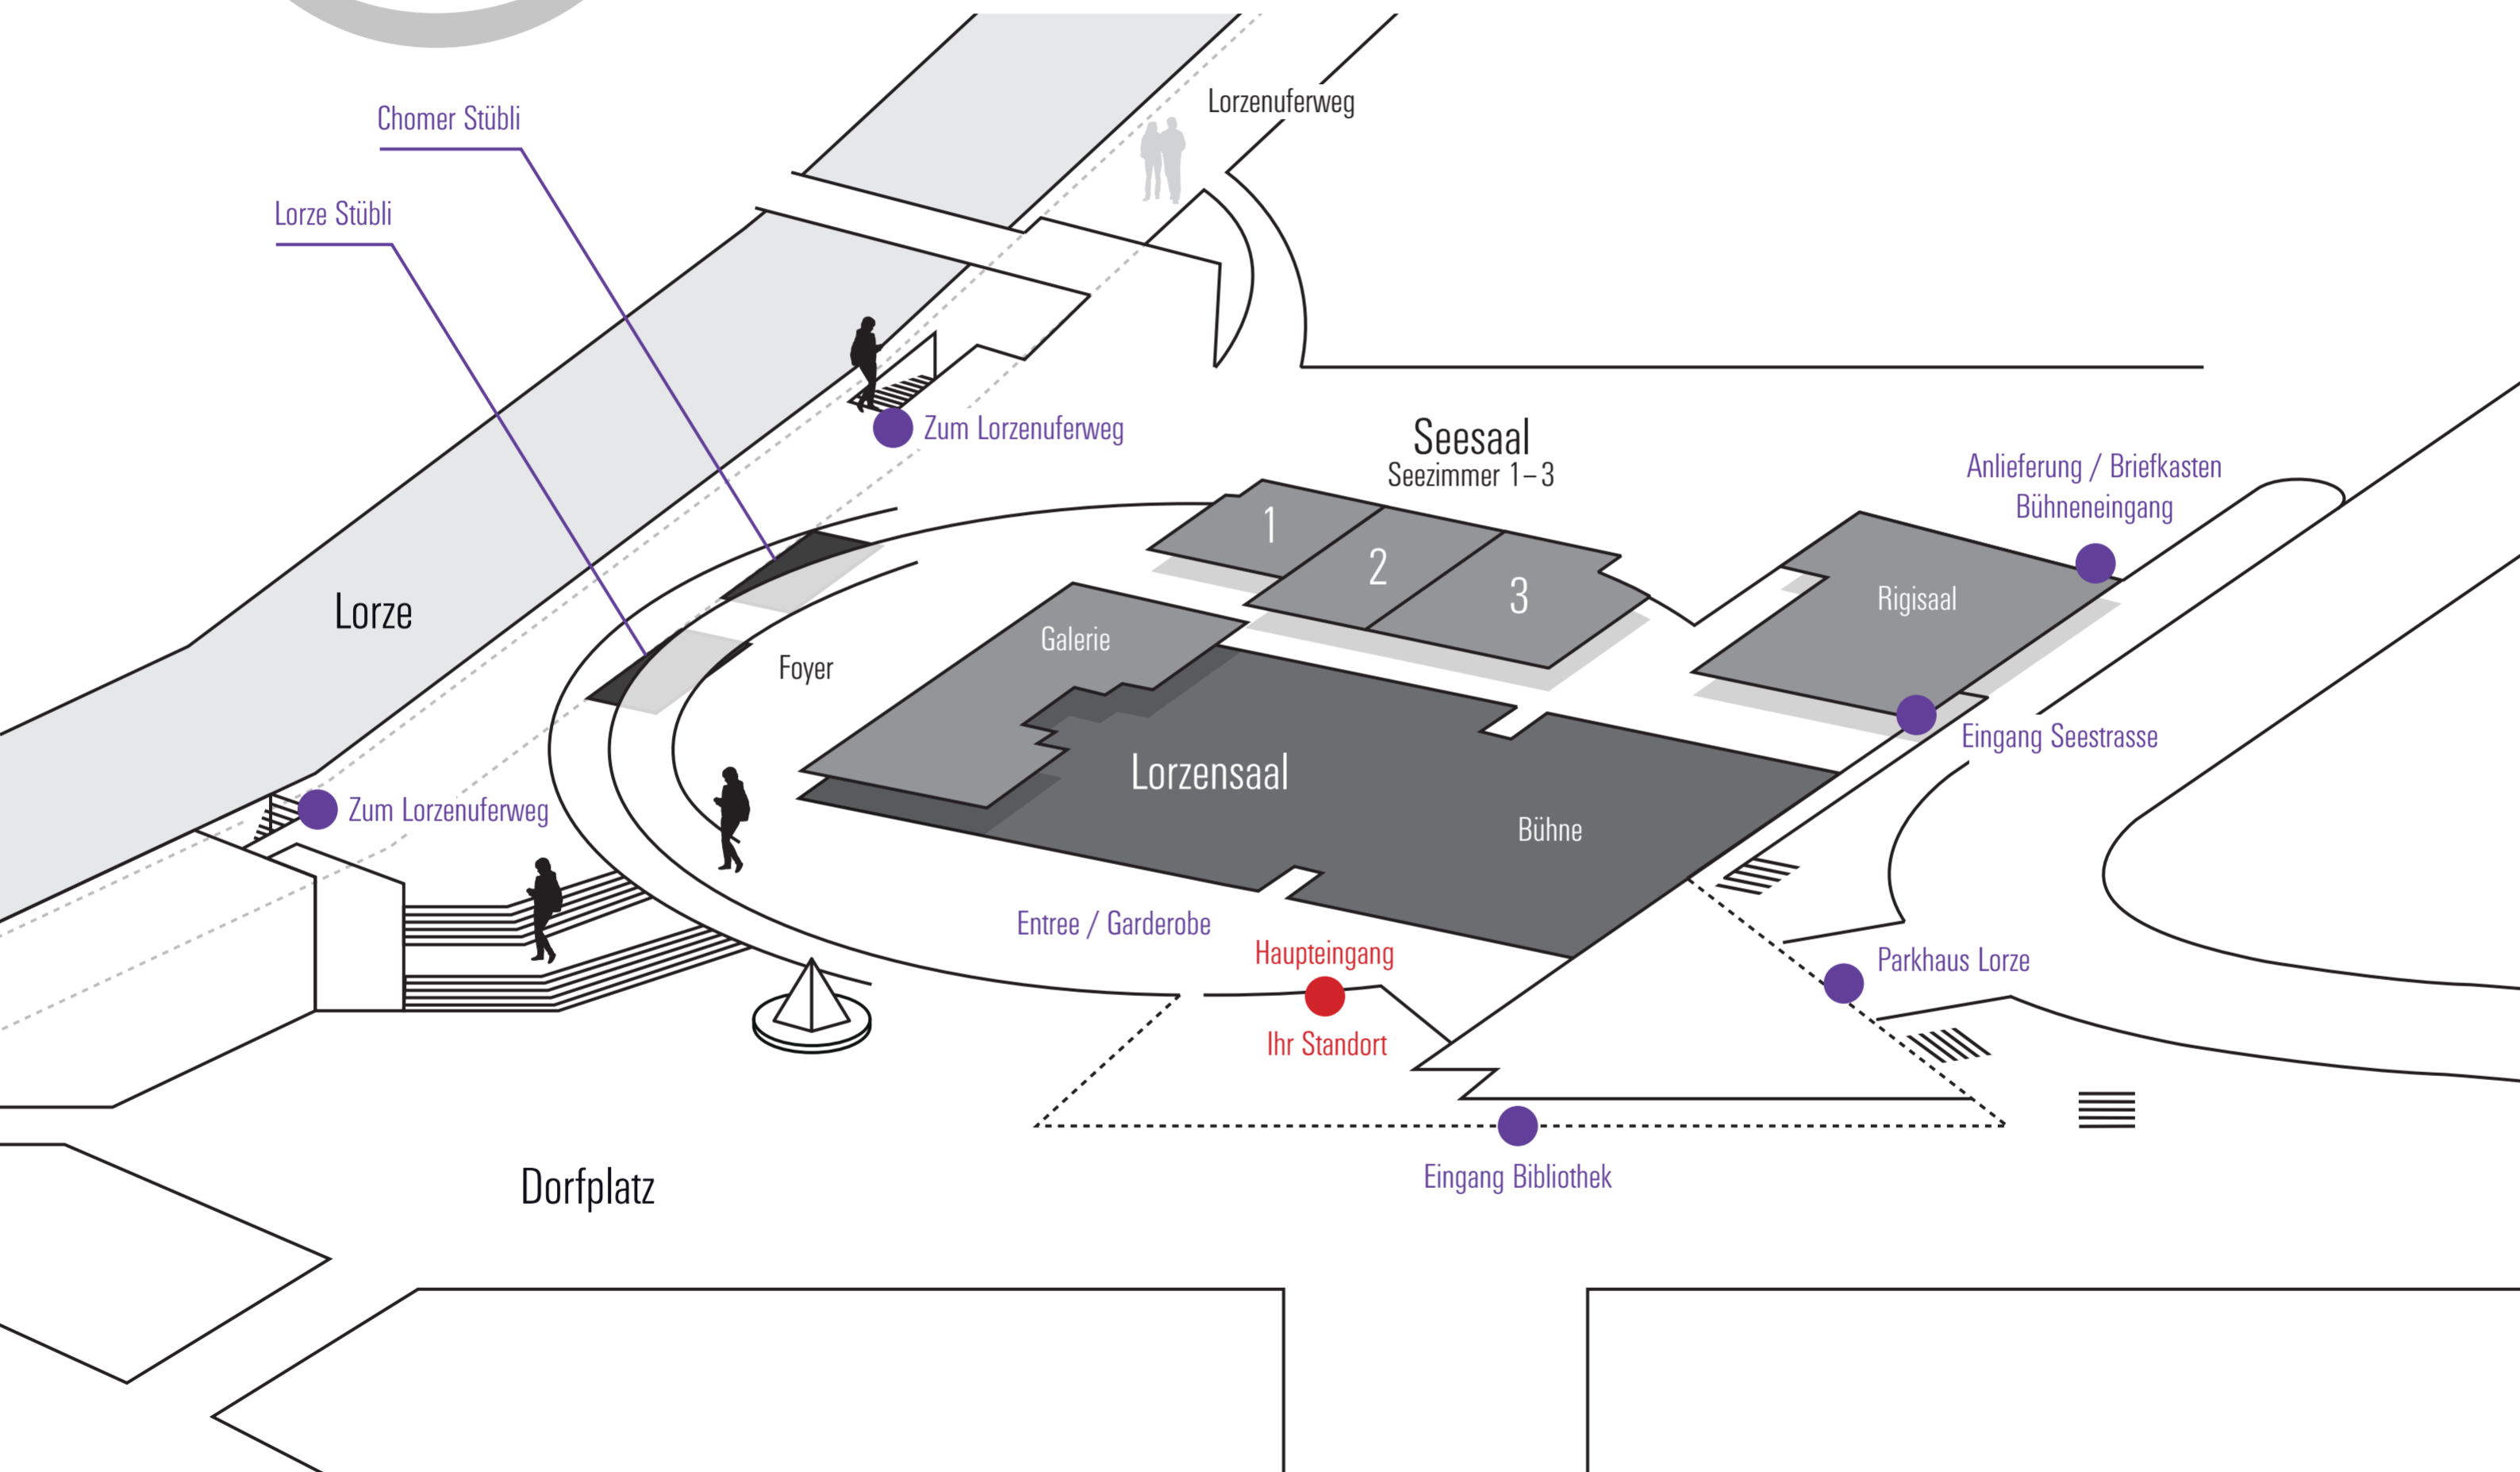 Lorzenuferweg
Chomer Stübli
Lorze Stübli
Zum Lorzenuferweg
Seesaal
Seezimmer 1–3
Anlieferung / Briefkasten
Bühneneingang
1
2
3
Rigisaal
Lorze
Galerie
Foyer
Eingang Seestrasse
Lorzensaal
Zum Lorzenuferweg
Bühne
Entree / Garderobe
Haupteingang
Parkhaus Lorze
Ihr Standort
Eingang Bibliothek
Dorfplatz